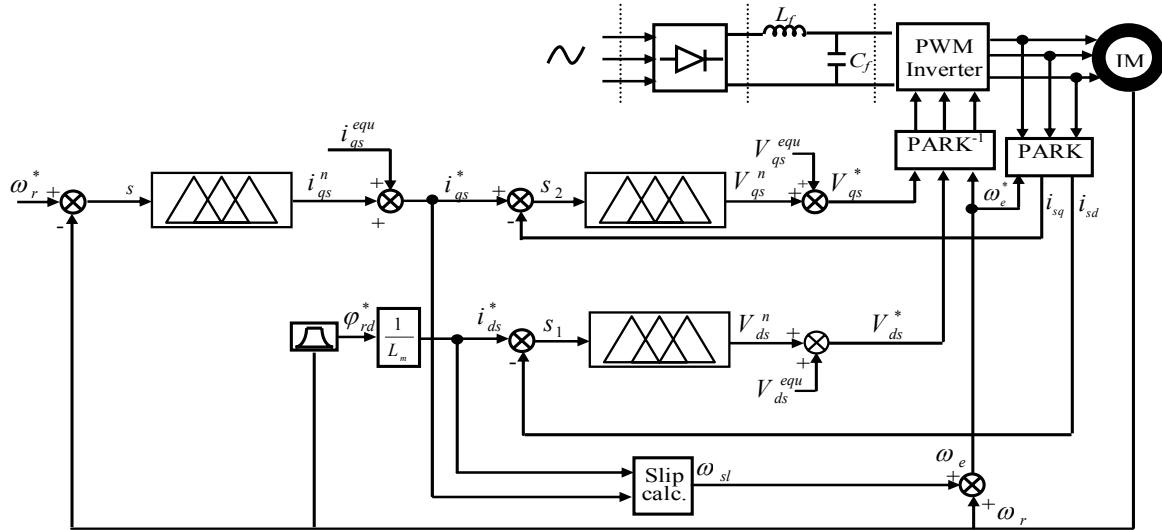 L_f
C_f
PWM
Inverter
IM
PARK^-1
PARK
i_qs^equ
V_qs^equ
ω_r^* + -
s
i_qs^n
+ +
i_qs^*
+ -
s_2
V_qs^n
+ +
V_qs^*
ω_e^*
i_sq
i_sd
φ_rd^*
1
L_m
i_ds^*
-
s_1
V_ds^n
+ +
V_ds^*
V_ds^equ
Slip
calc.
ω_sl
ω_e
+ +
ω_r